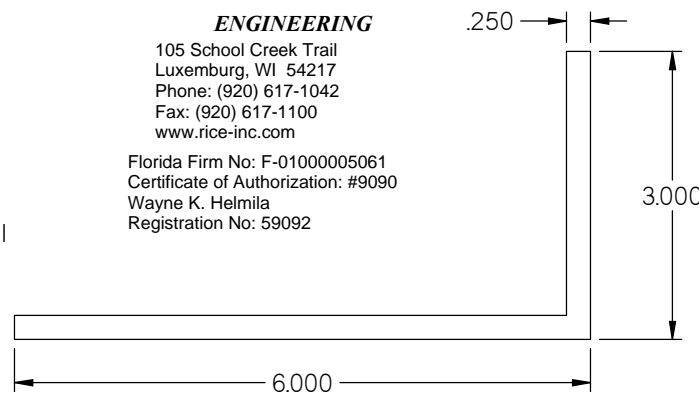 ENGINEERING
.250
105 School Creek Trail
Luxemburg, WI  54217
Phone: (920) 617-1042
Fax: (920) 617-1100
www.rice-inc.com
Florida Firm No: F-01000005061
Certificate of Authorization: #9090
Wayne K. Helmila
Registration No: 59092
3.000
6.000